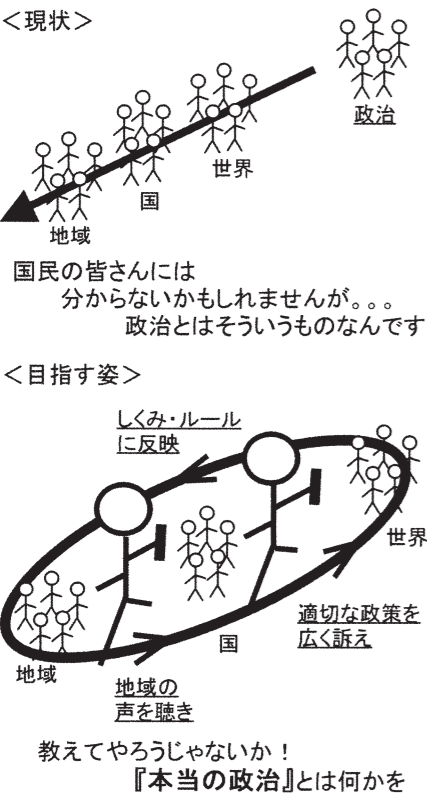 ＜現状＞
政治
世界
国
地域
国民の皆さんには
分からないかもしれませんが。。。
政治とはそういうものなんです
＜目指す姿＞
しくみ・ルール
に反映
世界
適切な政策を
広く訴え
国
地域
地域の
声を聴き
教えてやろうじゃないか！
『本当の政治』とは何かを